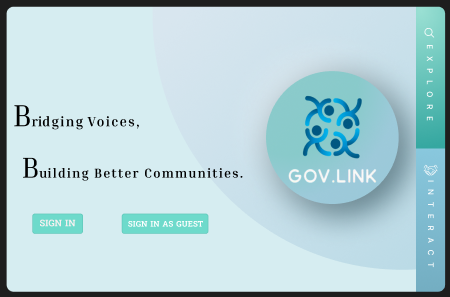 Bridging Voices,
Building Better Communities.
SIGN IN
SIGN IN AS GUEST
GOV.LINK
EXPLORE
INTERACT